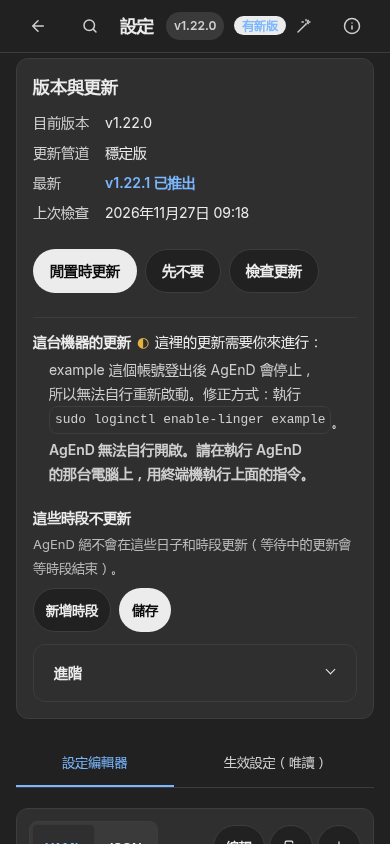 設定 v1.22.0 有新版
版本與更新
目前版本 v1.22.0
更新管道 穩定版
最新 v1.22.1 已推出
上次檢查 2026年11月27日 09:18
閒置時更新 先不要 檢查更新
這台機器的更新 這裡的更新需要你來進行：
example 這個帳號登出後 AgEnD 會停止，
所以無法自行重新啟動。修正方式：執行
sudo loginctl enable-linger example。
AgEnD 無法自行開啟。請在執行 AgEnD
的那台電腦上，用終端機執行上面的指令。
這些時段不更新
AgEnD 絕不會在這些日子和時段更新（等待中的更新會
等時段結束）。
新增時段 儲存
進階
設定編輯器 生效設定（唯讀）